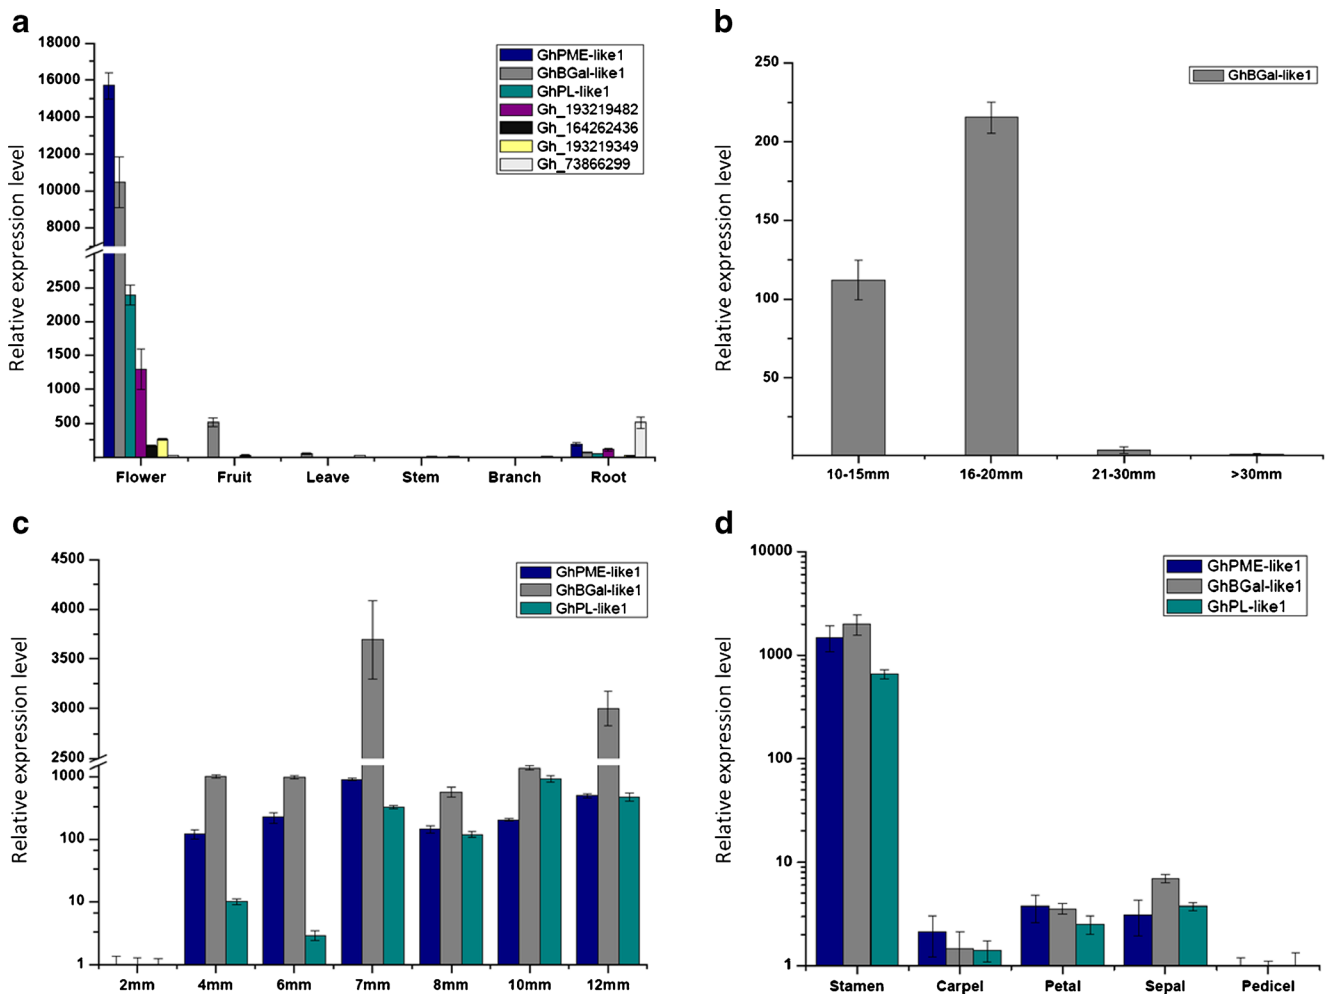 a
Relative expression level
18000
16000
14000
12000
10000
8000
2500
2000
1500
1000
500
GhPME-like1
GhBGal-like1
GhPL-like1
Gh_193219482
Gh_164262436
Gh_193219349
Gh_73866299
Flower Fruit Leave Stem Branch Root
b
Relative expression level
250
200
150
100
50
GhBGal-like1
10-15mm 16-20mm 21-30mm >30mm
c
Relative expression level
4500
4000
3500
3000
2500
1000
100
10
1
GhPME-like1
GhBGal-like1
GhPL-like1
2mm 4mm 6mm 7mm 8mm 10mm 12mm
d
Relative expression level
10000
1000
100
10
1
GhPME-like1
GhBGal-like1
GhPL-like1
Stamen Carpel Petal Sepal Pedicel